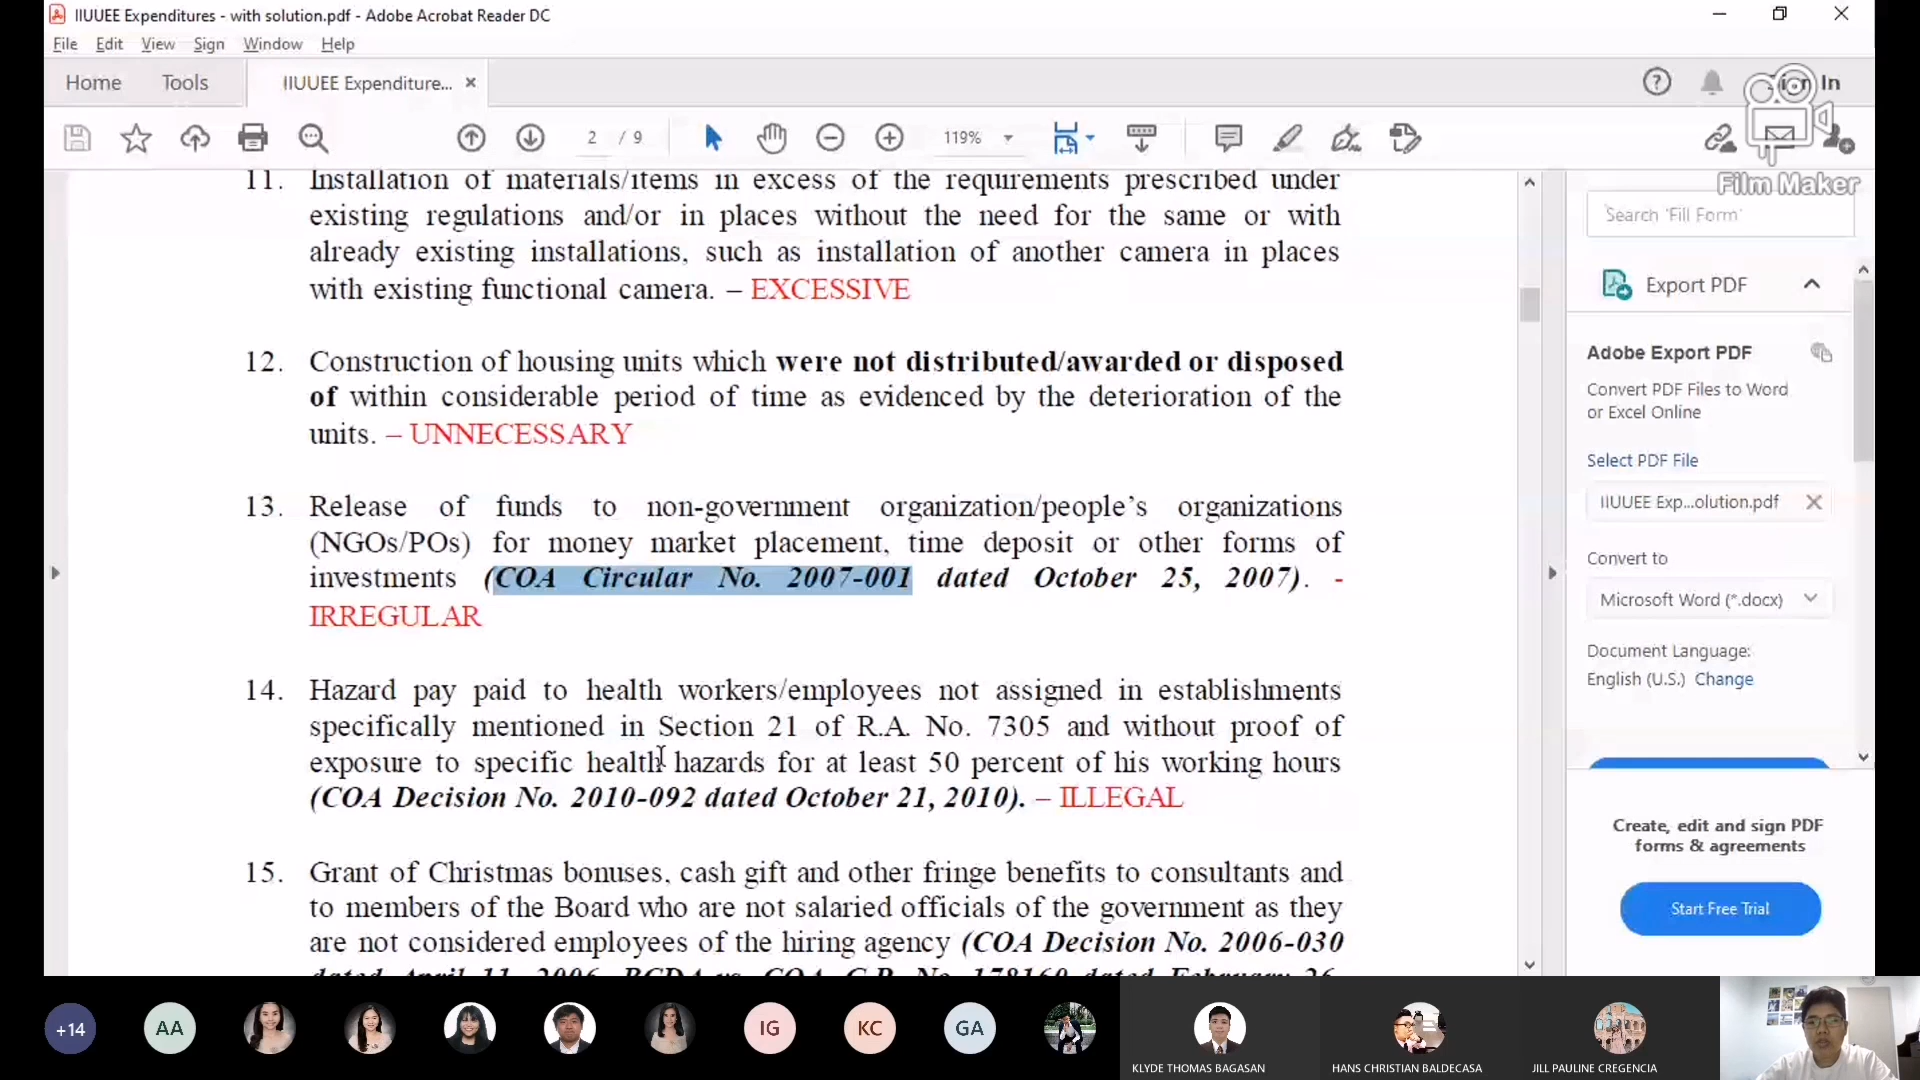 IIUUEE Expenditures - with solution.pdf - Adobe Acrobat Reader DC
File Edit View Sign Window Help
Home Tools IIUUEE Expenditure... ×
Sign In
2 / 9 119%
Film Maker
11. Installation of materials/items in excess of the requirements prescribed under
existing regulations and/or in places without the need for the same or with
already existing installations, such as installation of another camera in places
with existing functional camera. – EXCESSIVE
12. Construction of housing units which were not distributed/awarded or disposed
of within considerable period of time as evidenced by the deterioration of the
units. – UNNECESSARY
13. Release of funds to non-government organization/people’s organizations
(NGOs/POs) for money market placement, time deposit or other forms of
investments (COA Circular No. 2007-001 dated October 25, 2007). -
IRREGULAR
14. Hazard pay paid to health workers/employees not assigned in establishments
specifically mentioned in Section 21 of R.A. No. 7305 and without proof of
exposure to specific health hazards for at least 50 percent of his working hours
(COA Decision No. 2010-092 dated October 21, 2010). – ILLEGAL
15. Grant of Christmas bonuses, cash gift and other fringe benefits to consultants and
to members of the Board who are not salaried officials of the government as they
are not considered employees of the hiring agency (COA Decision No. 2006-030
dated April 11, 2006, BCDA vs. COA, G.R. No. 178160 dated February 26,
Search 'Fill Form'
Export PDF
Adobe Export PDF
Convert PDF Files to Word
or Excel Online
Select PDF File
IIUUEE Exp...olution.pdf ×
Convert to
Microsoft Word (*.docx)
Document Language:
English (U.S.) Change
Create, edit and sign PDF
forms & agreements
Start Free Trial
+14 AA IG KC GA
KLYDE THOMAS BAGASAN HANS CHRISTIAN BALDECASA JILL PAULINE CREGENCIA